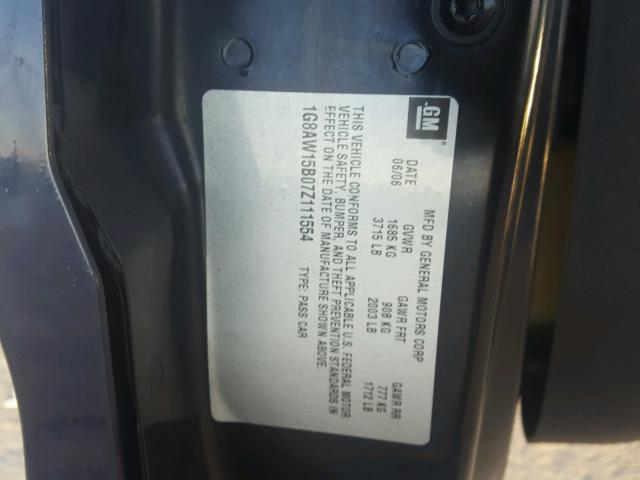 GM
MFD BY GENERAL MOTORS CORP
DATE GVWR GAWR FRT GAWR RR
06/06 1685 KG 908 KG 777 KG
3715 LB 2003 LB 1712 LB
THIS VEHICLE CONFORMS TO ALL APPLICABLE U.S. FEDERAL MOTOR
VEHICLE SAFETY, BUMPER, AND THEFT PREVENTION STANDARDS IN
EFFECT ON THE DATE OF MANUFACTURE SHOWN ABOVE.
1G8AW15B07Z111554 TYPE: PASS CAR